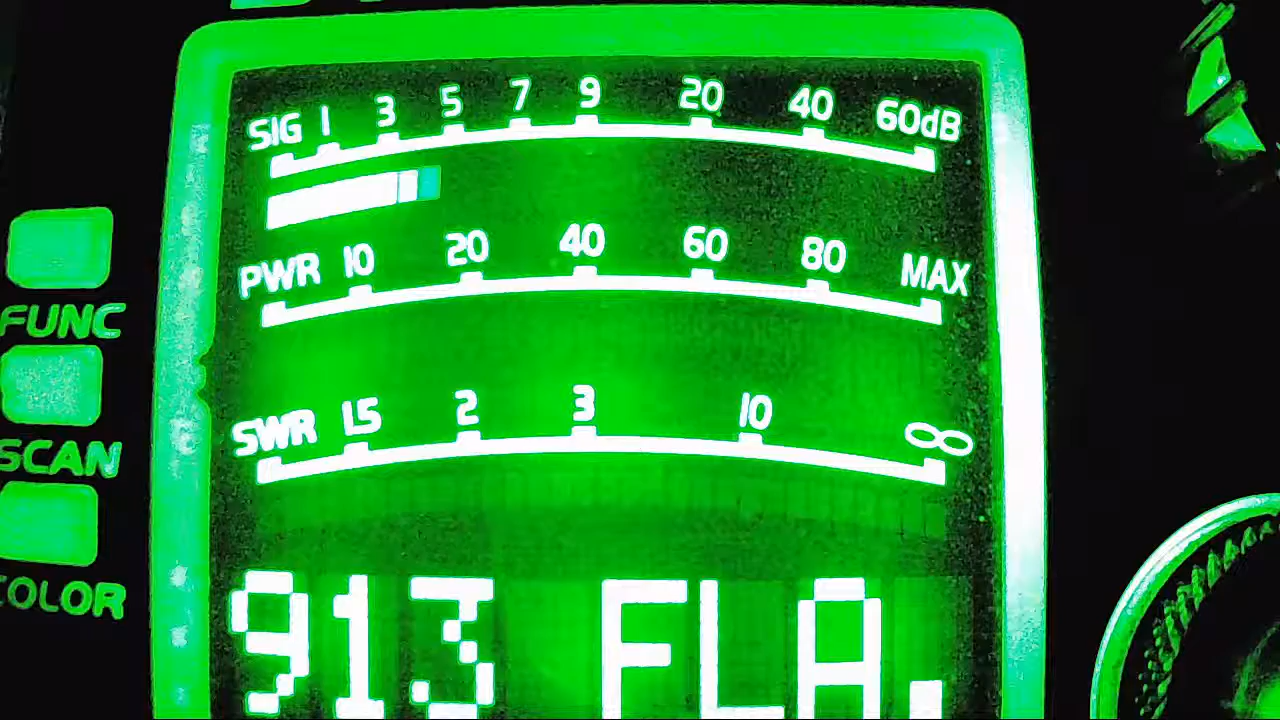 SIG 1 3 5 7 9 20 40 60dB
PWR 10 20 40 60 80 MAX
FUNC
SWR 1.5 2 3 10 ∞
SCAN
COLOR
913 FLA.